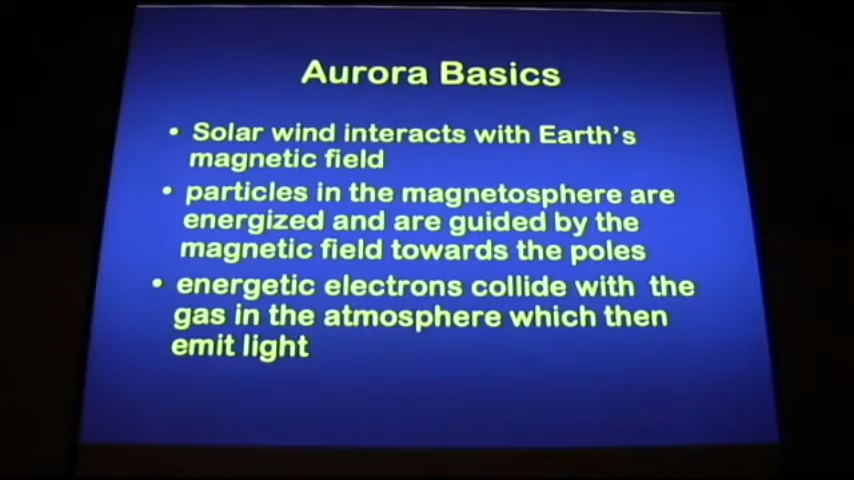 Aurora Basics
• Solar wind interacts with Earth's
magnetic field
• particles in the magnetosphere are
energized and are guided by the
magnetic field towards the poles
• energetic electrons collide with the
gas in the atmosphere which then
emit light